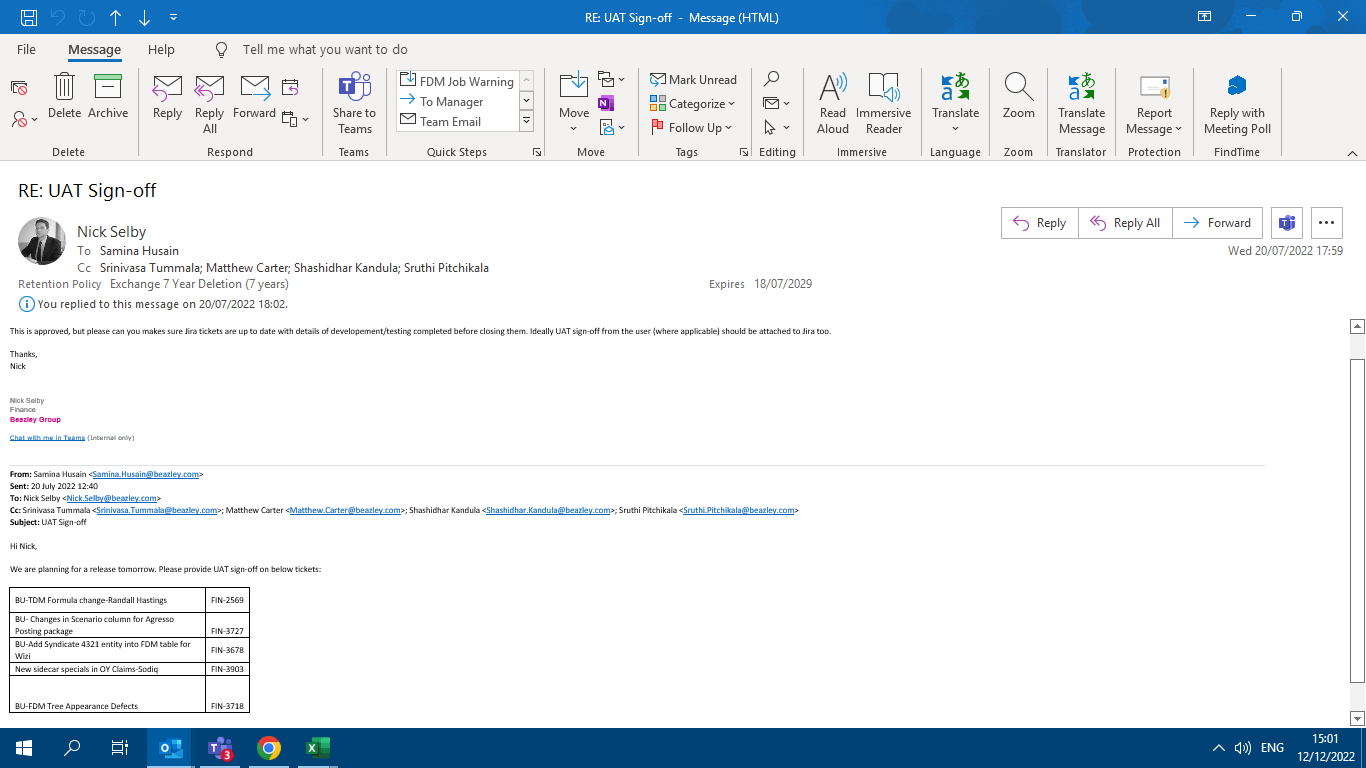 RE: UAT Sign-off - Message (HTML)
File Message Help Tell me what you want to do
Delete
Archive
Delete
Reply
Reply All
Forward
Respond
Share to Teams
Teams
FDM Job Warning
To Manager
Team Email
Quick Steps
Move
Move
Mark Unread
Categorize
Follow Up
Tags
Editing
Read Aloud
Immersive Reader
Immersive
Translate
Language
Zoom
Zoom
Translate Message
Translator
Report Message
Protection
Reply with Meeting Poll
FindTime
RE: UAT Sign-off
Nick Selby
To Samina Husain
Cc Srinivasa Tummala; Matthew Carter; Shashidhar Kandula; Sruthi Pitchikala
Reply Reply All Forward
Wed 20/07/2022 17:59
Retention Policy Exchange 7 Year Deletion (7 years) Expires 18/07/2029
You replied to this message on 20/07/2022 18:02.
This is approved, but please can you makes sure Jira tickets are up to date with details of developement/testing completed before closing them. Ideally UAT sign-off from the user (where applicable) should be attached to Jira too.
Thanks,
Nick
Nick Selby
Finance
Beazley Group
Chat with me in Teams (Internal only)
From: Samina Husain <Samina.Husain@beazley.com>
Sent: 20 July 2022 12:40
To: Nick Selby <Nick.Selby@beazley.com>
Cc: Srinivasa Tummala <Srinivasa.Tummala@beazley.com>; Matthew Carter <Matthew.Carter@beazley.com>; Shashidhar Kandula <Shashidhar.Kandula@beazley.com>; Sruthi Pitchikala <Sruthi.Pitchikala@beazley.com>
Subject: UAT Sign-off
Hi Nick,
We are planning for a release tomorrow. Please provide UAT sign-off on below tickets:
BU-TDM Formula change-Randall Hastings FIN-2569
BU- Changes in Scenario column for Agresso
Posting package FIN-3727
BU-Add Syndicate 4321 entity into FDM table for
Wizi FIN-3678
New sidecar specials in OY Claims-Sodiq FIN-3903
BU-FDM Tree Appearance Defects FIN-3718
3
ENG
15:01
12/12/2022